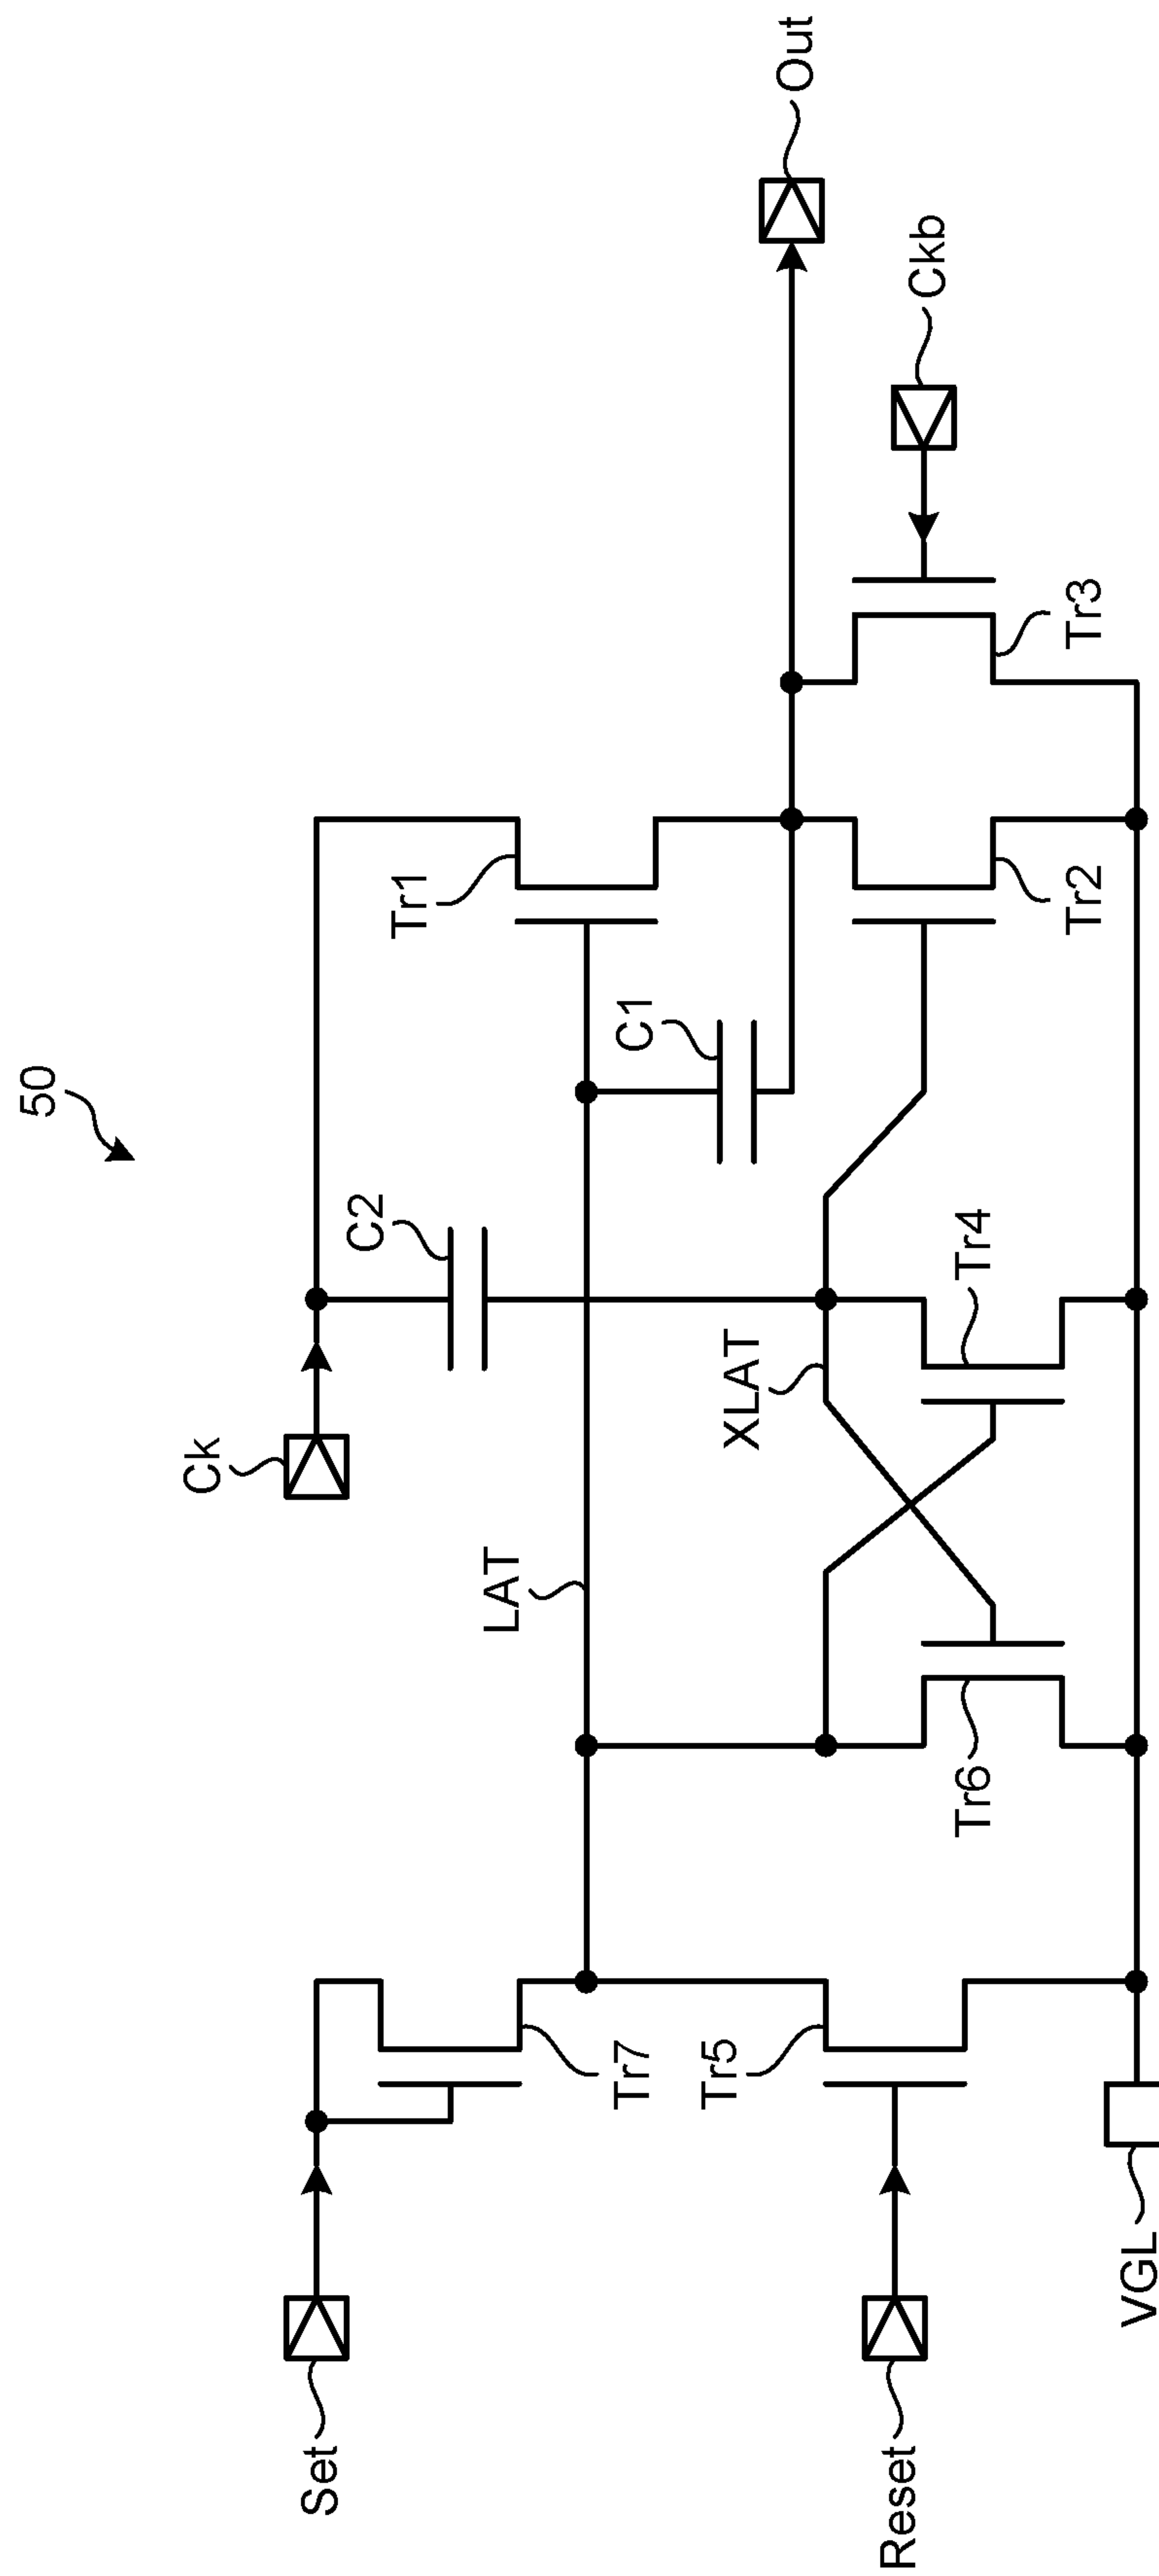 50
Set
Ck
C2
Tr1
Out
LAT
C1
Tr7
Tr5
XLAT
Ckb
Reset
Tr6
Tr4
Tr2
Tr3
VGL